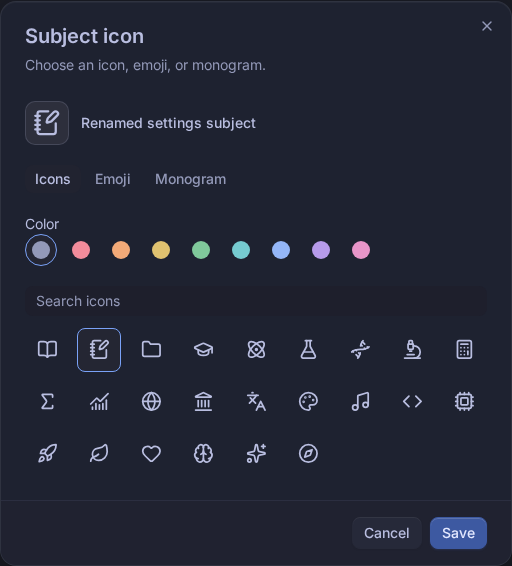 Subject icon
Choose an icon, emoji, or monogram.
Renamed settings subject
Icons Emoji Monogram
Color
Search icons
Cancel Save